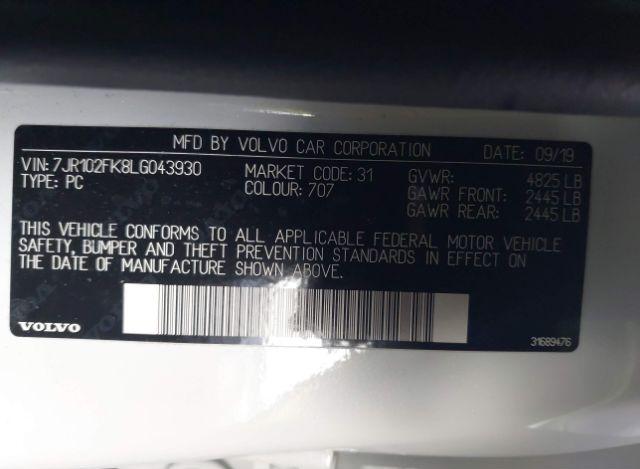 MFD BY VOLVO CAR CORPORATION DATE: 09/19
VIN: 7JR102FK8LG043930 MARKET CODE: 31 GVWR: 4825 LB
TYPE: PC COLOUR: 707 GAWR FRONT: 2445 LB
GAWR REAR: 2445 LB
THIS VEHICLE CONFORMS TO ALL APPLICABLE FEDERAL MOTOR VEHICLE
SAFETY, BUMPER AND THEFT PREVENTION STANDARDS IN EFFECT ON
THE DATE OF MANUFACTURE SHOWN ABOVE.
VOLVO 31689476